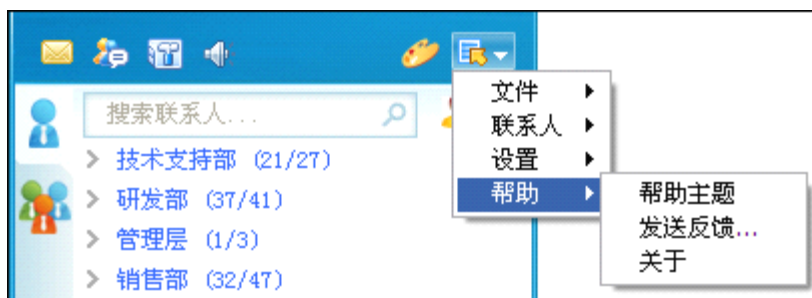 文件
搜索联系人...
联系人
技术支持部 (21/27)
设置
研发部 (37/41)
帮助
帮助主题
管理层 (1/3)
发送反馈...
销售部 (32/47)
关于